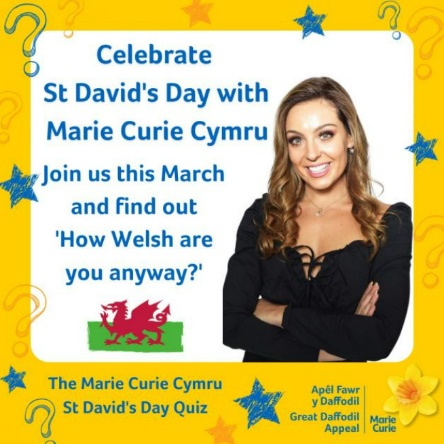 Celebrate
St David's Day with
Marie Curie Cymru
Join us this March
and find out
'How Welsh are
you anyway?'
The Marie Curie Cymru
St David's Day Quiz
Apêl Fawr
y Daffodil
Great Daffodil
Appeal
Marie
Curie